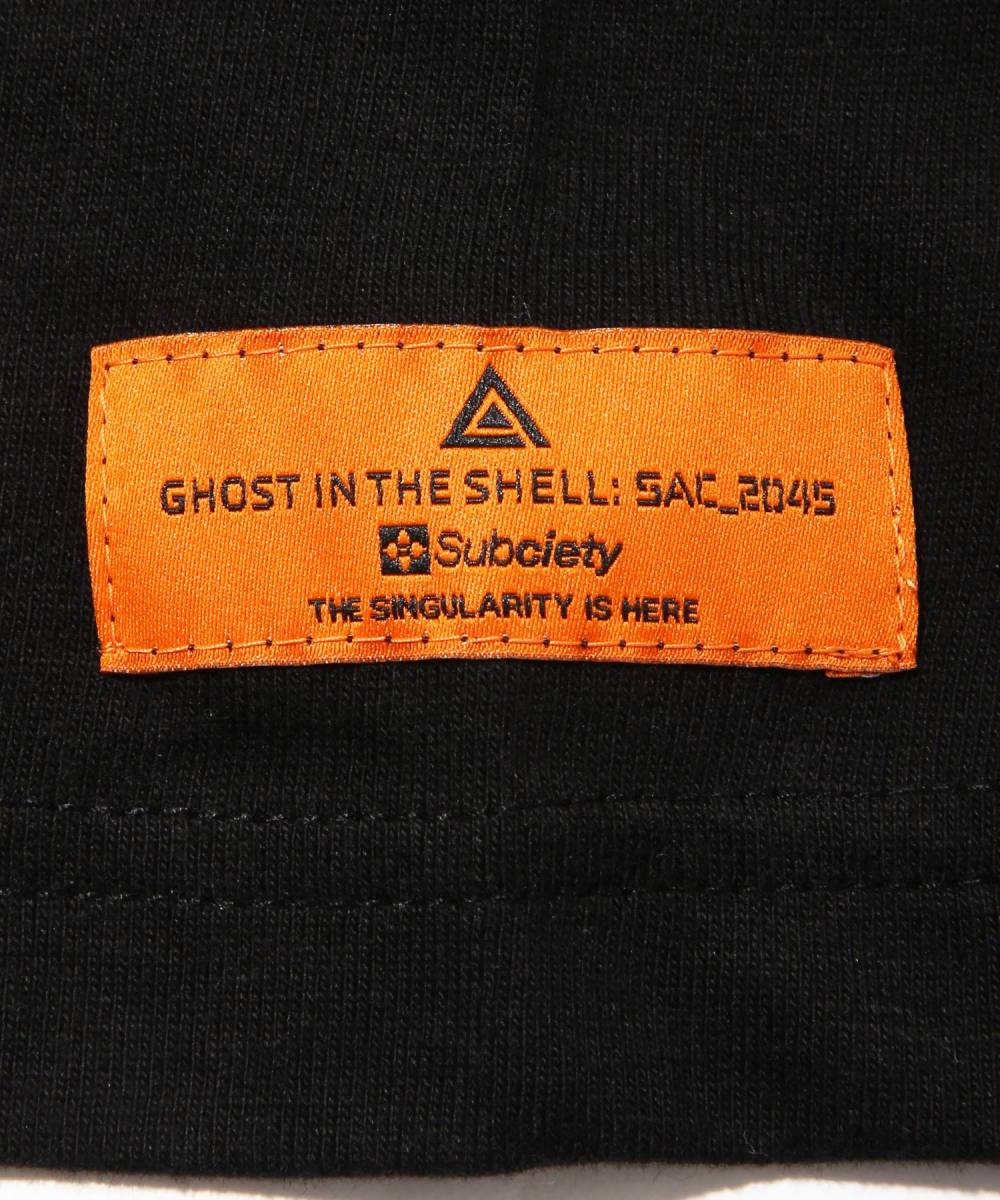 GHOST IN THE SHELL: SAC_2045
Subciety
THE SINGULARITY IS HERE